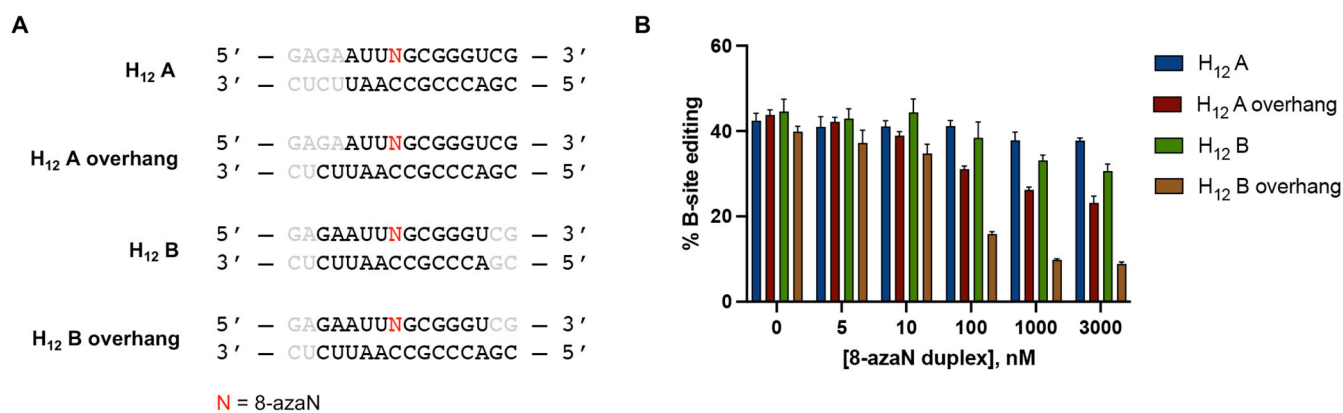 A
H12 A
5′ – GAGAAUUNGCGGGUCG – 3′
3′ – CUCUUAACCGCCCAGC – 5′
H12 A overhang
5′ – GAGAAUUNGCGGGUCG – 3′
3′ – CUCUUAACCGCCCAGC – 5′
H12 B
5′ – GAGAAUUNGCGGGUCG – 3′
3′ – CUCUUAACCGCCCAGC – 5′
H12 B overhang
5′ – GAGAAUUNGCGGGUCG – 3′
3′ – CUCUUAACCGCCCAGC – 5′
N = 8-azaN
B
% B-site editing
60
40
20
0
0 5 10 100 1000 3000
[8-azaN duplex], nM
H12 A
H12 A overhang
H12 B
H12 B overhang